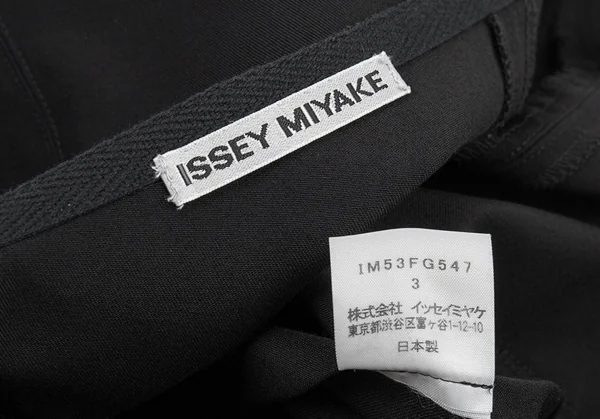 ISSEY MIYAKE
IM53FG547
3
株式会社 イッセイミヤケ
東京都渋谷区富ヶ谷1-12-10
日本製